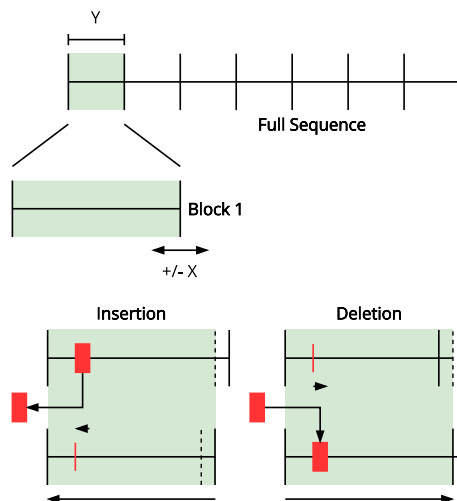 Y
Full Sequence
Block 1
+/- X
Insertion
Deletion